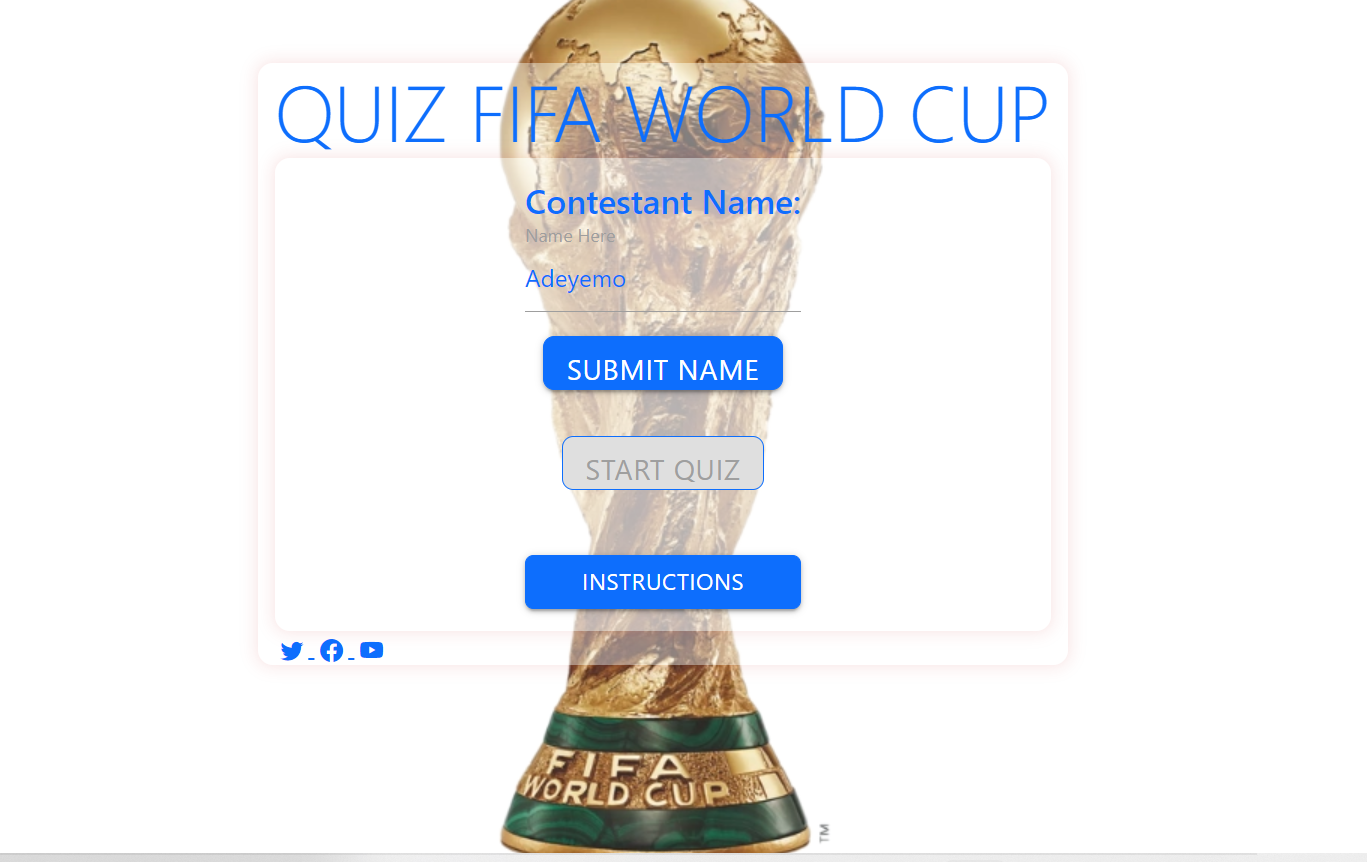 QUIZ FIFA WORLD CUP
Contestant Name:
Name Here
Adeyemo
SUBMIT NAME
START QUIZ
INSTRUCTIONS
FIFA
WORLD CUP
TM